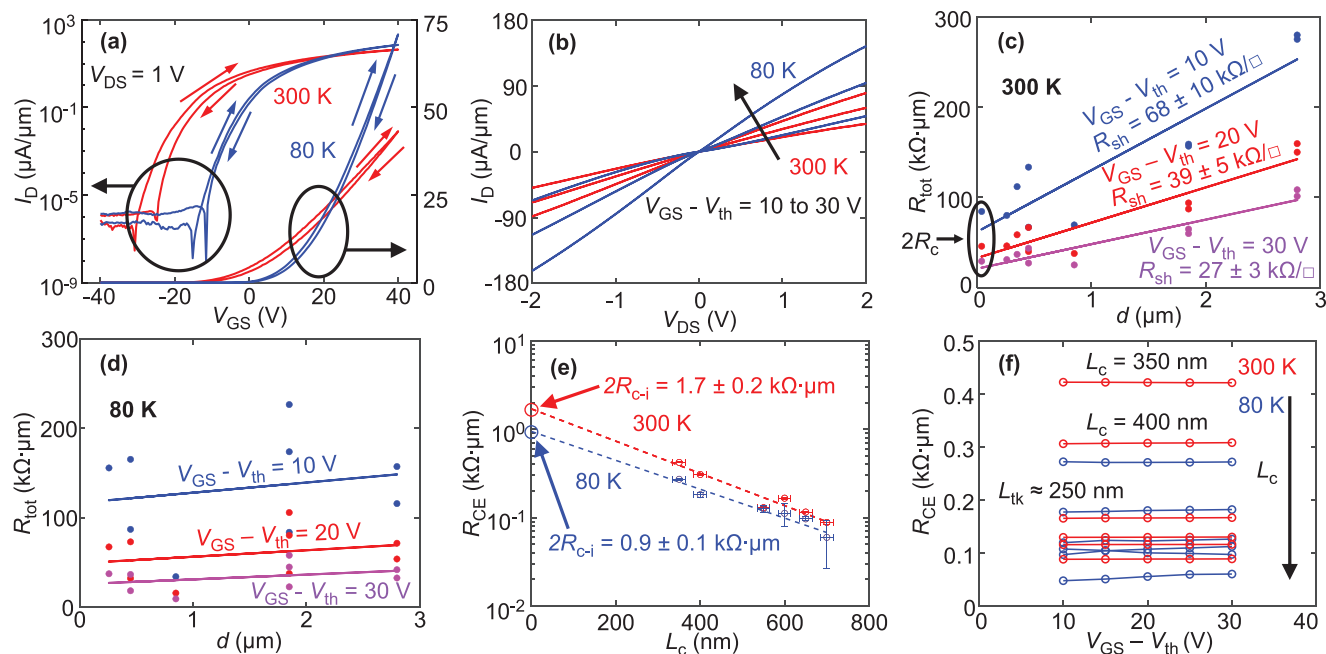 (a)
V_DS = 1 V
300 K
80 K
I_D (µA/µm)
10^3
10^-1
10^-5
10^-9
75
50
25
0
−40 −20 0 20 40
V_GS (V)
(b)
80 K
300 K
V_GS - V_th = 10 to 30 V
I_D (µA/µm)
180
90
0
-90
-180
-2 -1 0 1 2
V_DS (V)
(c)
300 K
V_GS - V_th = 10 V
R_sh = 68 ± 10 kΩ/□
V_GS − V_th = 20 V
R_sh = 39 ± 5 kΩ/□
V_GS - V_th = 30 V
R_sh = 27 ± 3 kΩ/□
2R_c
R_tot (kΩ·µm)
300
200
100
0
0 1 2 3
d (µm)
(d)
80 K
V_GS - V_th = 10 V
V_GS − V_th = 20 V
V_GS - V_th = 30 V
R_tot (kΩ·µm)
300
200
100
0
0 1 2 3
d (µm)
(e)
2R_c-i = 1.7 ± 0.2 kΩ·µm
300 K
80 K
2R_c-i = 0.9 ± 0.1 kΩ·µm
R_CE (kΩ·µm)
10^1
10^0
10^-1
10^-2
0 200 400 600 800
L_c (nm)
(f)
L_c = 350 nm
300 K
80 K
L_c = 400 nm
L_c
L_tk ≈ 250 nm
R_CE (kΩ·µm)
0.5
0.4
0.3
0.2
0.1
0
0 10 20 30 40
V_GS − V_th (V)